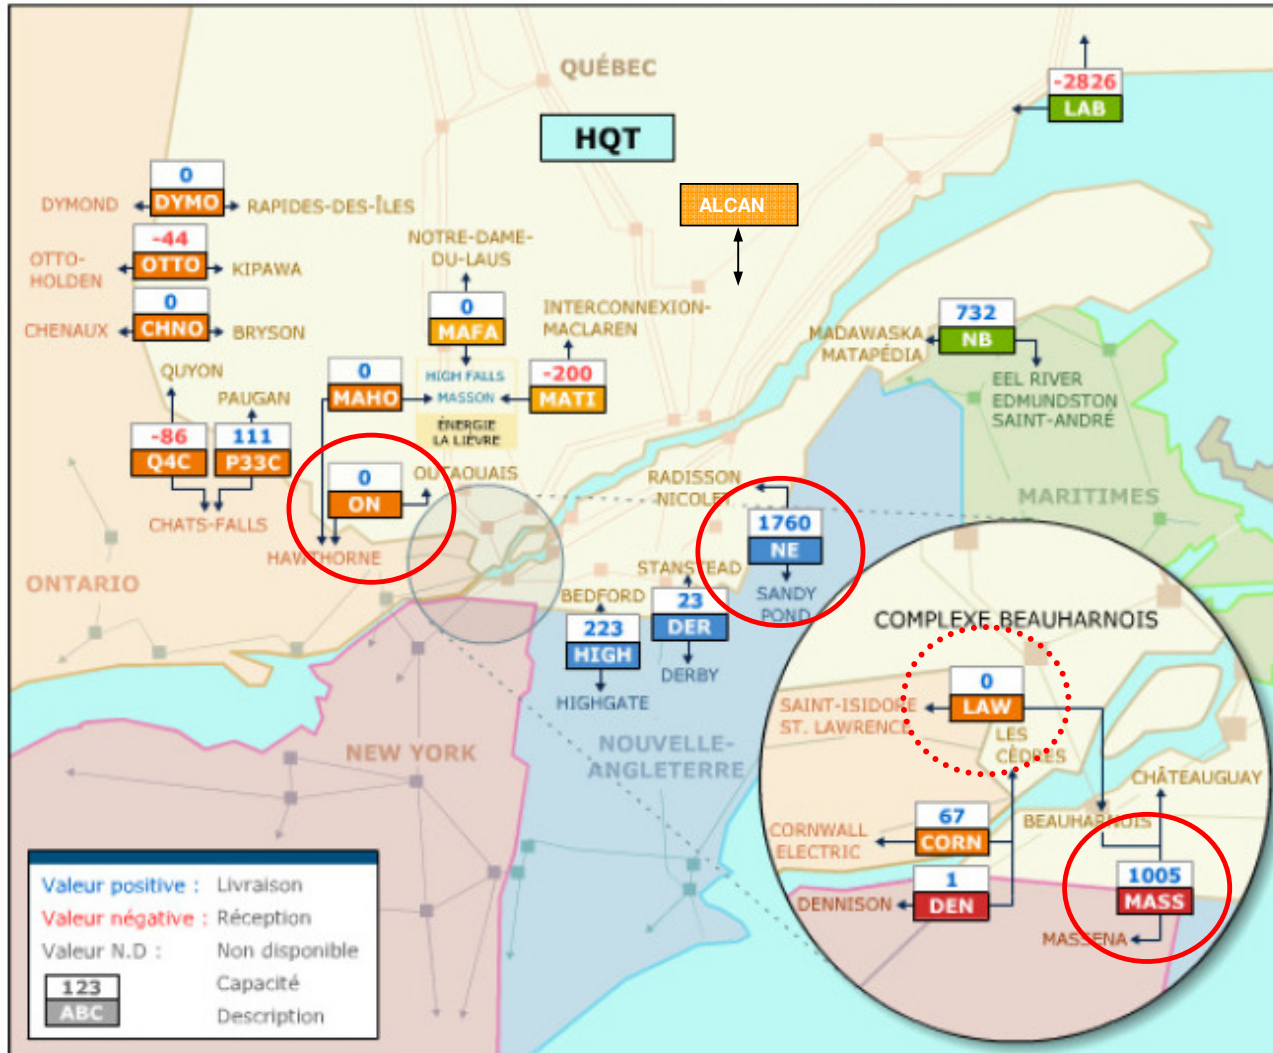 QUÉBEC
-2826
LAB
HQT
0
DYMOND
DYMO
RAPIDES-DES-ÎLES
ALCAN
-44
OTTO-
HOLDEN
OTTO
KIPAWA
NOTRE-DAME-
DU-LAUS
0
CHENAUX
CHNO
BRYSON
0
MAFA
INTERCONNEXION-
MACLAREN
732
NB
MADAWASKA
MATAPÉDIA
QUYON
PAUGAN
0
MAHO
HIGH FALLS
MASSON
ÉNERGIE
LA LIÈVRE
-200
MATI
EEL RIVER
EDMUNDSTON
SAINT-ANDRÉ
-86
Q4C
111
P33C
CHATS-FALLS
0
ON
OUTAOUAIS
HAWTHORNE
RADISSON
NICOLET
1760
NE
SANDY
POND
MARITIMES
ONTARIO
STANSTEAD
23
DER
DERBY
BEDFORD
223
HIGH
HIGHGATE
NEW YORK
NOUVELLE-
ANGLETERRE
COMPLEXE BEAUHARNOIS
0
LAW
SAINT-ISIDORE
ST. LAWRENCE
LES
CÈDRES
CHÂTEAUGUAY
BEAUHARNOIS
67
CORN
CORNWALL
ELECTRIC
1
DEN
DENNISON
1005
MASS
MASSENA
Valeur positive : Livraison
Valeur négative : Réception
Valeur N.D : Non disponible
123 Capacité
ABC Description